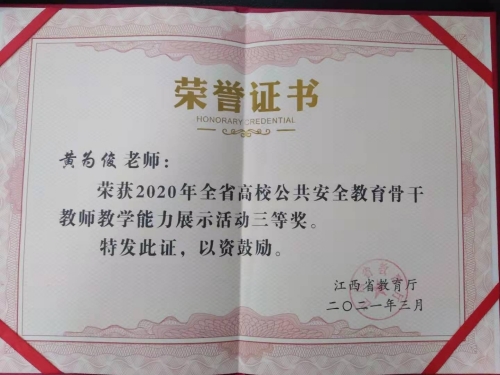 荣誉证书
HONORARY CREDENTIAL
黄为俊老师：
荣获2020年全省高校公共安全教育骨干
教师教学能力展示活动三等奖。
特发此证，以资鼓励。
江西省教育厅
二〇二一年三月